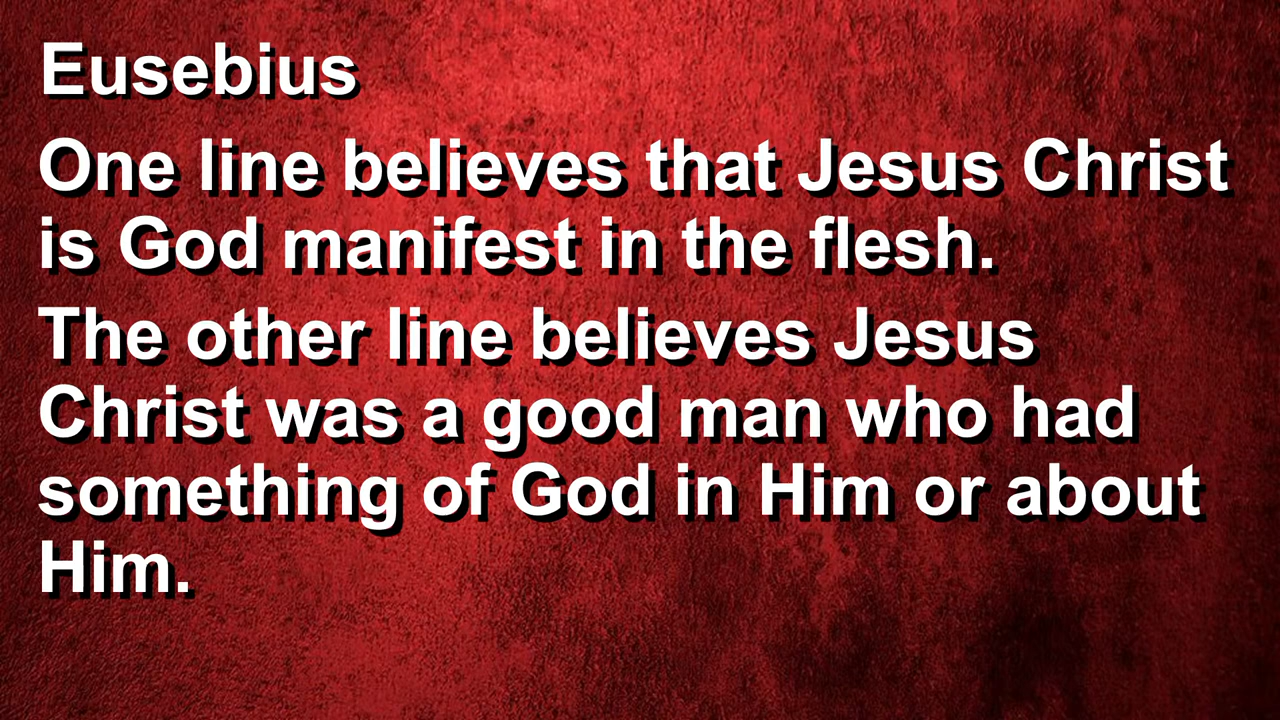 Eusebius
One line believes that Jesus Christ
is God manifest in the flesh.
The other line believes Jesus
Christ was a good man who had
something of God in Him or about
Him.